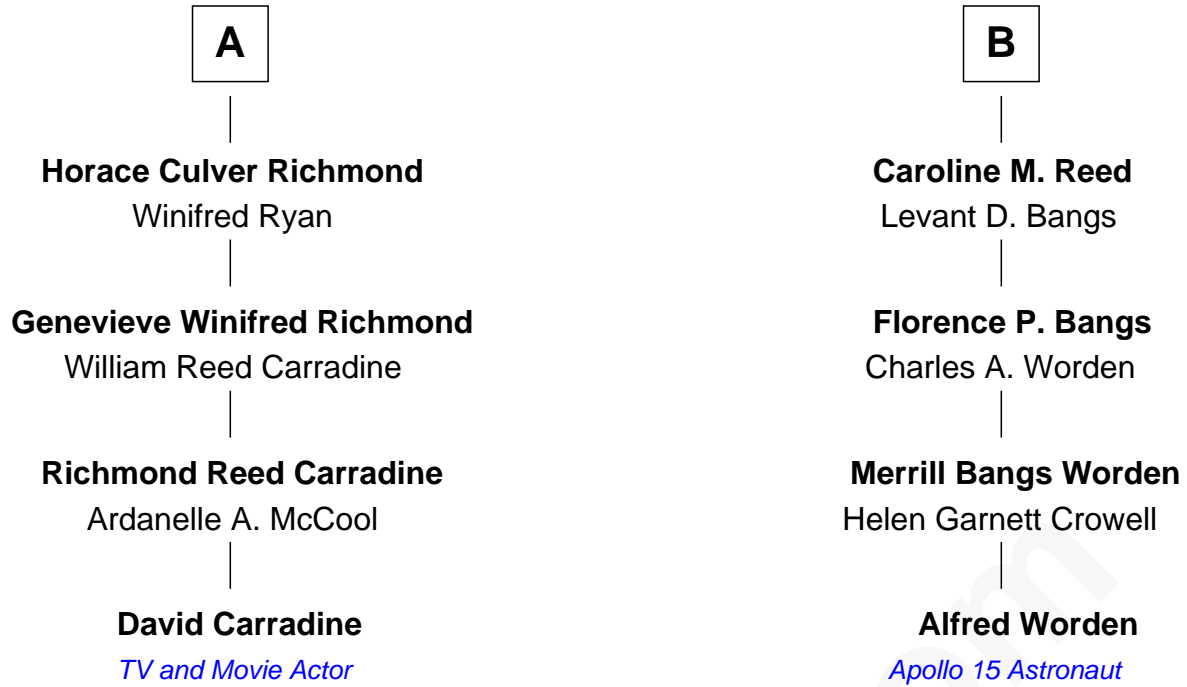 A
Horace Culver Richmond
Winifred Ryan
Genevieve Winifred Richmond
William Reed Carradine
Richmond Reed Carradine
Ardanelle A. McCool
David Carradine
TV and Movie Actor
B
Caroline M. Reed
Levant D. Bangs
Florence P. Bangs
Charles A. Worden
Merrill Bangs Worden
Helen Garnett Crowell
Alfred Worden
Apollo 15 Astronaut